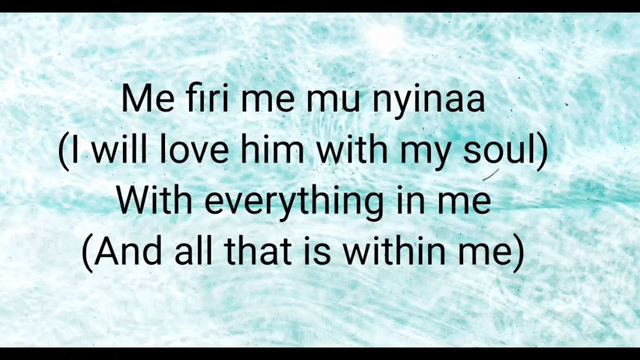 Me firi me mu nyinaa
(I will love him with my soul)
With everything in me
(And all that is within me)